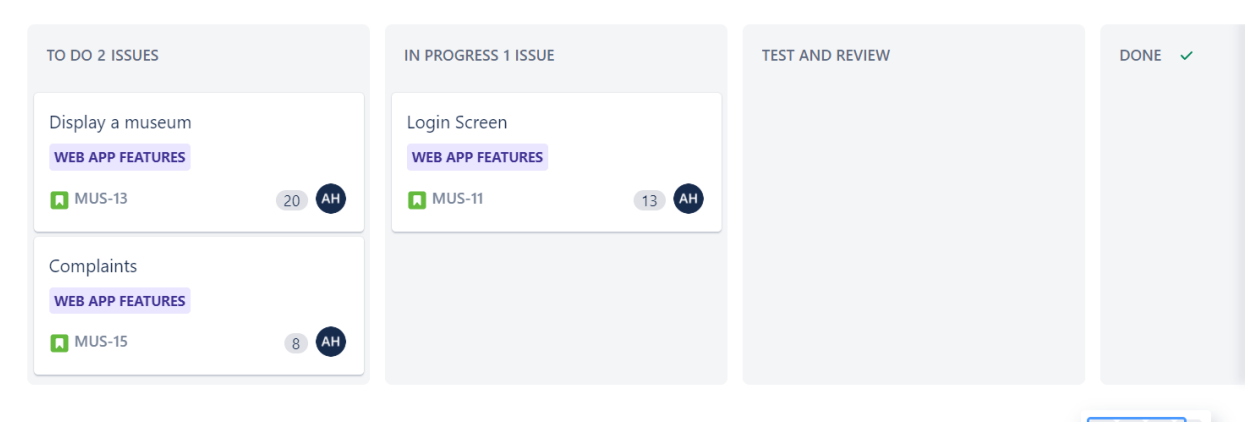 TO DO 2 ISSUES
Display a museum
WEB APP FEATURES
MUS-13 20 AH
Complaints
WEB APP FEATURES
MUS-15 8 AH
IN PROGRESS 1 ISSUE
Login Screen
WEB APP FEATURES
MUS-11 13 AH
TEST AND REVIEW
DONE